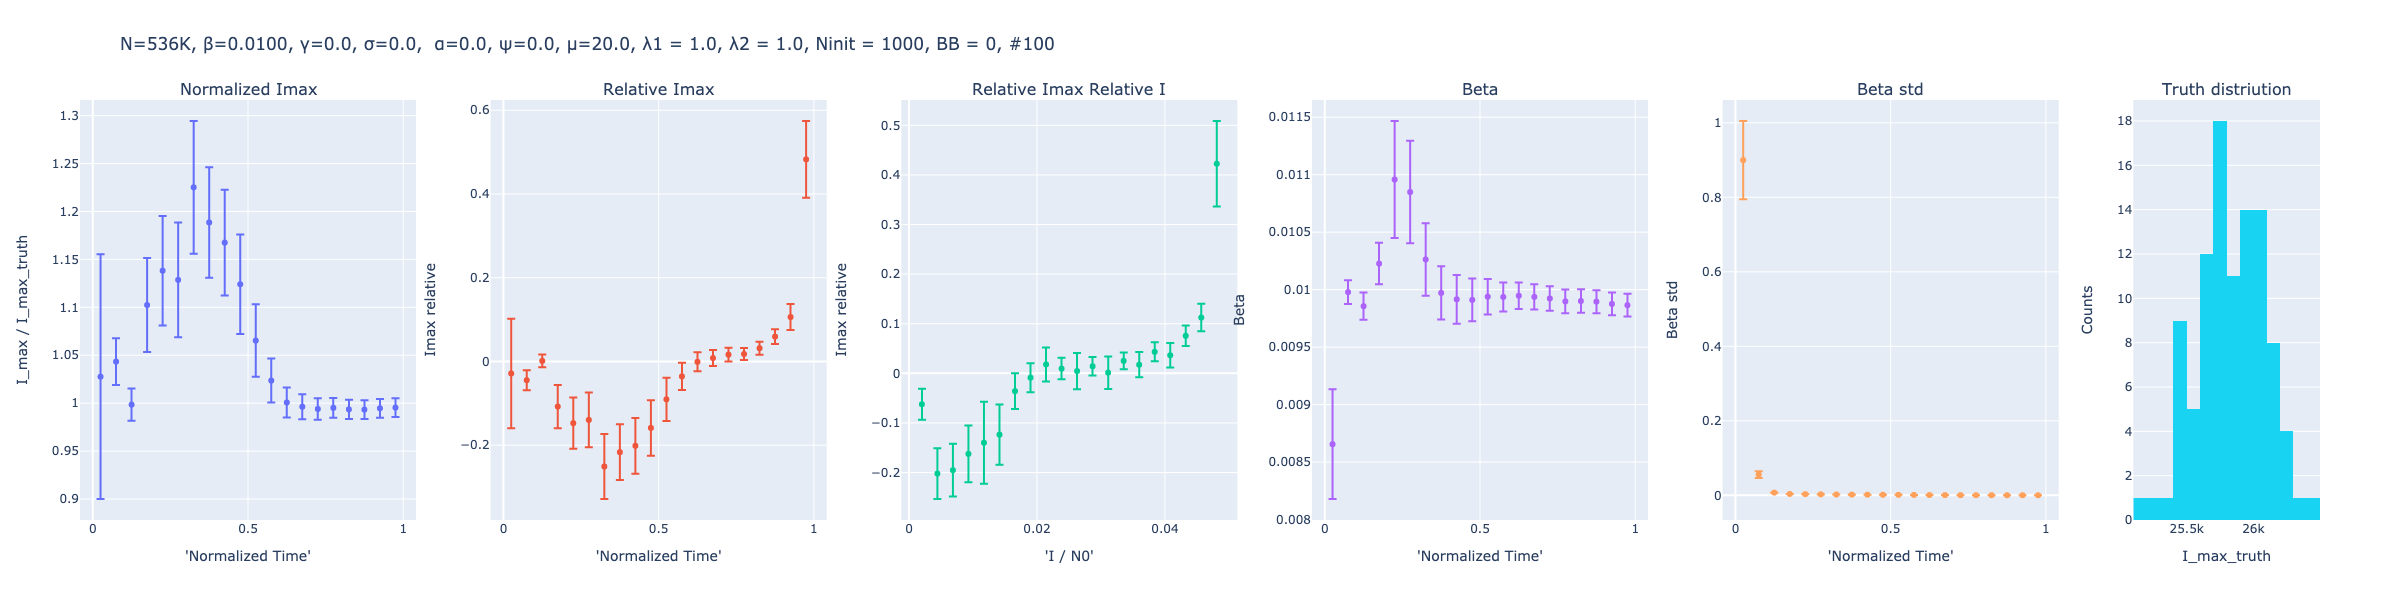 N=536K, β=0.0100, γ=0.0, σ=0.0,  α=0.0, ψ=0.0, μ=20.0, λ1 = 1.0, λ2 = 1.0, Ninit = 1000, BB = 0, #100
Normalized Imax
I_max / I_max_truth
1.3
1.25
1.2
1.15
1.1
1.05
1
0.95
0.9
0
0.5
1
'Normalized Time'
Relative Imax
Imax relative
0.6
0.4
0.2
0
−0.2
0
0.5
1
'Normalized Time'
Relative Imax Relative I
Imax relative
0.5
0.4
0.3
0.2
0.1
0
−0.1
−0.2
0
0.02
0.04
'I / N0'
Beta
Beta
0.0115
0.011
0.0105
0.01
0.0095
0.009
0.0085
0.008
0
0.5
1
'Normalized Time'
Beta std
Beta std
1
0.8
0.6
0.4
0.2
0
0
0.5
1
'Normalized Time'
Truth distriution
Counts
18
16
14
12
10
8
6
4
2
0
25.5k
26k
I_max_truth